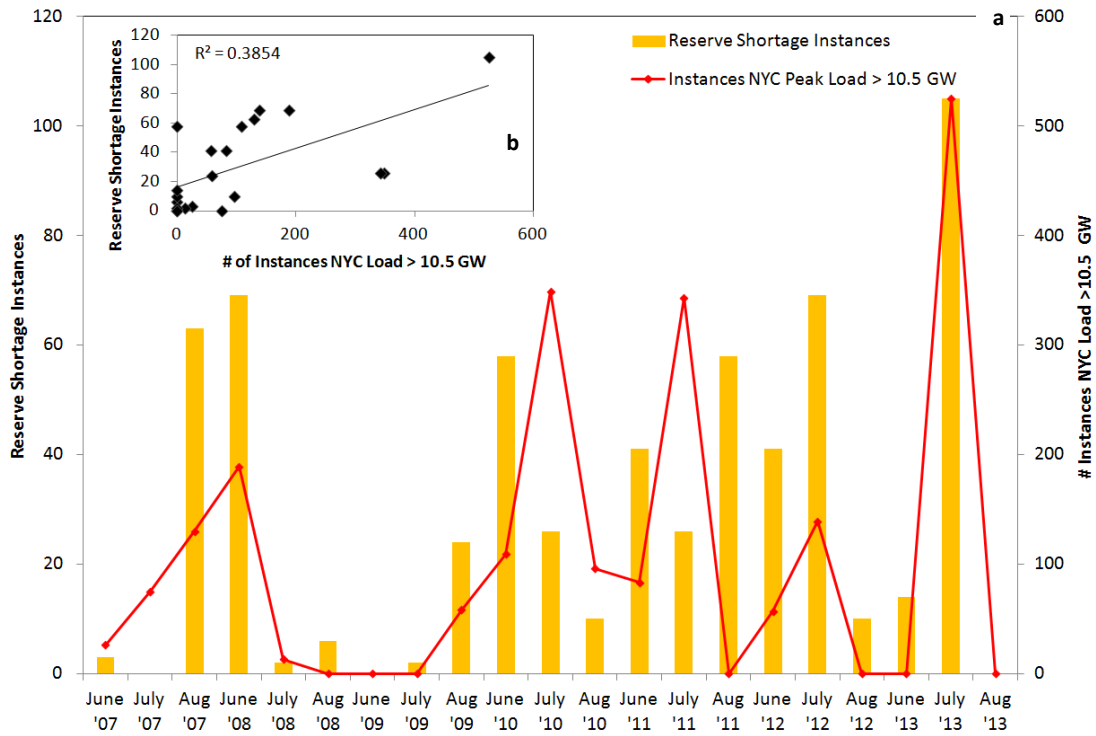 a
120
100
80
60
40
20
0
Reserve Shortage Instances
600
500
400
300
200
100
0
# Instances NYC Load >10.5 GW
Reserve Shortage Instances
Instances NYC Peak Load > 10.5 GW
R² = 0.3854
b
120
100
80
60
40
20
0
Reserve Shortage Instances
0 200 400 600
# of Instances NYC Load > 10.5 GW
June July Aug June July Aug June July Aug June July Aug June July Aug June July Aug June July Aug
'07 '07 '07 '08 '08 '08 '09 '09 '09 '10 '10 '10 '11 '11 '11 '12 '12 '12 '13 '13 '13